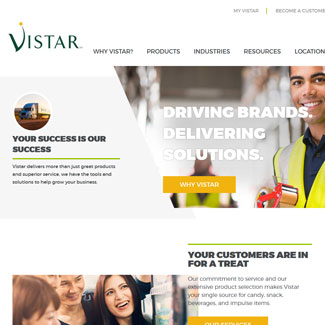 MY VISTAR | BECOME A CUSTOME
VISTAR
WHY VISTAR? PRODUCTS INDUSTRIES RESOURCES LOCATION
DRIVING BRANDS.
DELIVERING
SOLUTIONS.
WHY VISTAR
YOUR SUCCESS IS OUR
SUCCESS
Vistar delivers more than just great products
and superior service, we have the tools and
solutions to help grow your business.
YOUR CUSTOMERS ARE IN
FOR A TREAT
Our commitment to service and our
extensive product selection makes Vistar
your single source for candy, snack,
beverages, and impulse items.
OUR SERVICES